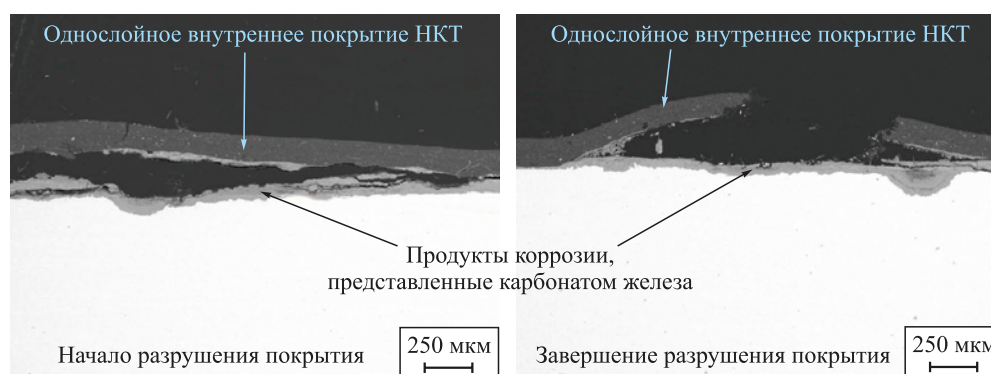 Однослойное внутреннее покрытие НКТ
Однослойное внутреннее покрытие НКТ
Продукты коррозии,
представленные карбонатом железа
Начало разрушения покрытия
250 мкм
Завершение разрушения покрытия
250 мкм